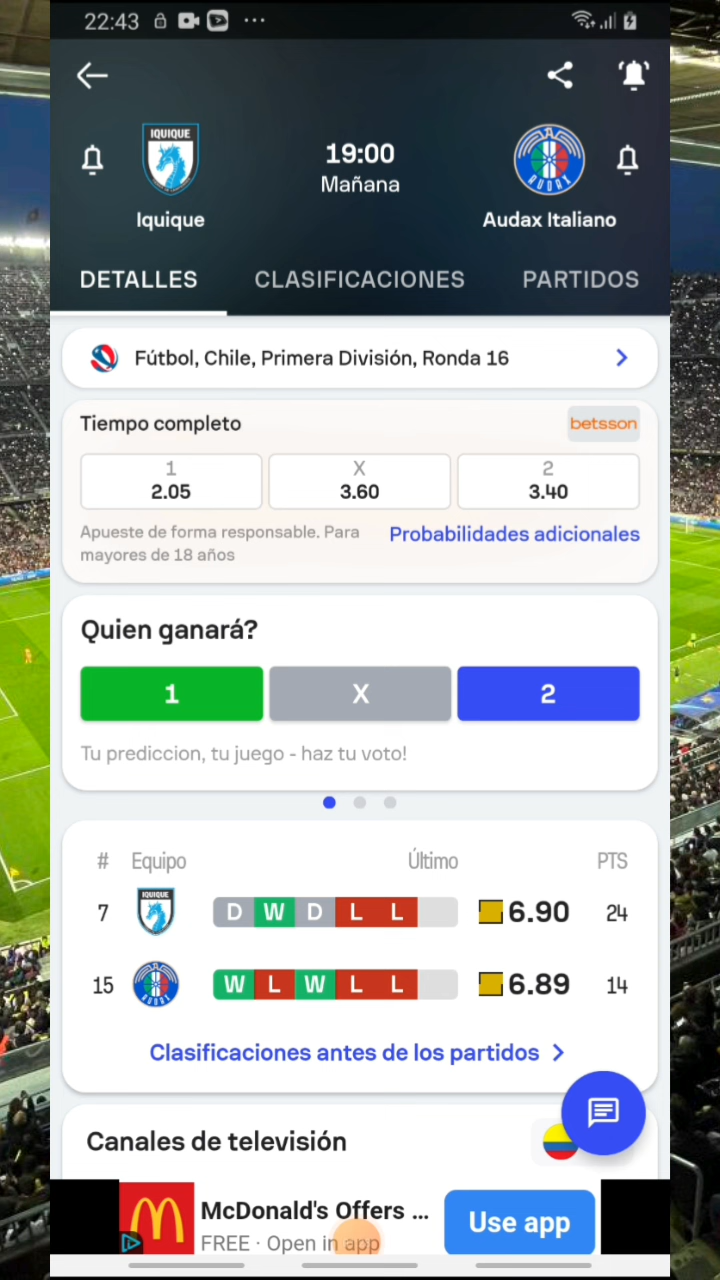 22:43
19:00
Mañana
IQUIQUE
AUDAX
Iquique
Audax Italiano
DETALLES
CLASIFICACIONES
PARTIDOS
Fútbol, Chile, Primera División, Ronda 16
Tiempo completo
betsson
1
X
2
2.05
3.60
3.40
Apueste de forma responsable. Para
mayores de 18 años
Probabilidades adicionales
Quien ganará?
1
X
2
Tu prediccion, tu juego - haz tu voto!
# Equipo Último PTS
7 IQUIQUE D W D L L 6.90 24
15 AUDAX W L W L L 6.89 14
Clasificaciones antes de los partidos
Canales de televisión
McDonald's Offers ...
FREE · Open in app
Use app